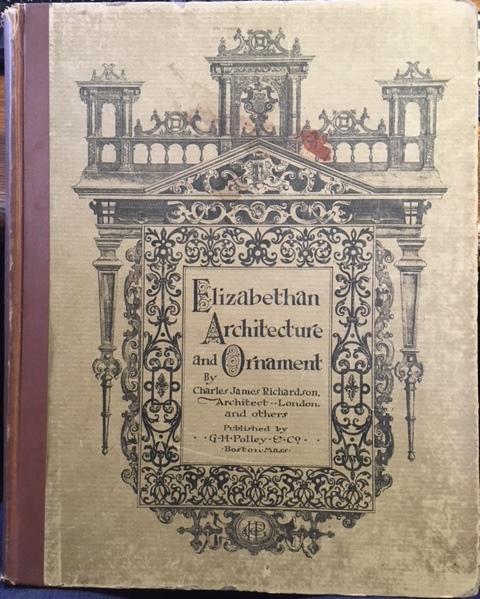 Elizabethan
Architecture
and Ornament
By
Charles James Richardson,
Architect--London.
and others
Published by
·· G·H·Polley & Co. ··
·Boston·Mass·